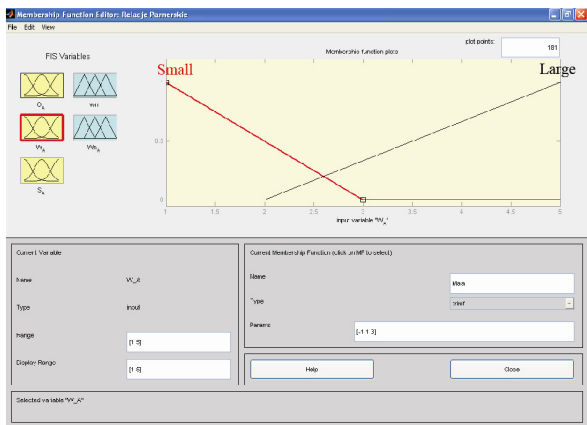 Membership Function Editor: Relacje Parnerskie
File Edit View
FIS Variables
Membership function plots
plot points:
181
O_A
W_A
S_A
Small
Large
0.5
0
1 1.5 2 2.5 3 3.5 4 4.5 5
input variable "W_A"
Current Variable
Name W_A
Type input
Range [1 5]
Display Range [1 5]
Current Membership Function (click on MF to select)
Name
Type trimf
Params [-1 1 3]
Help Close
Selected variable "W_A"